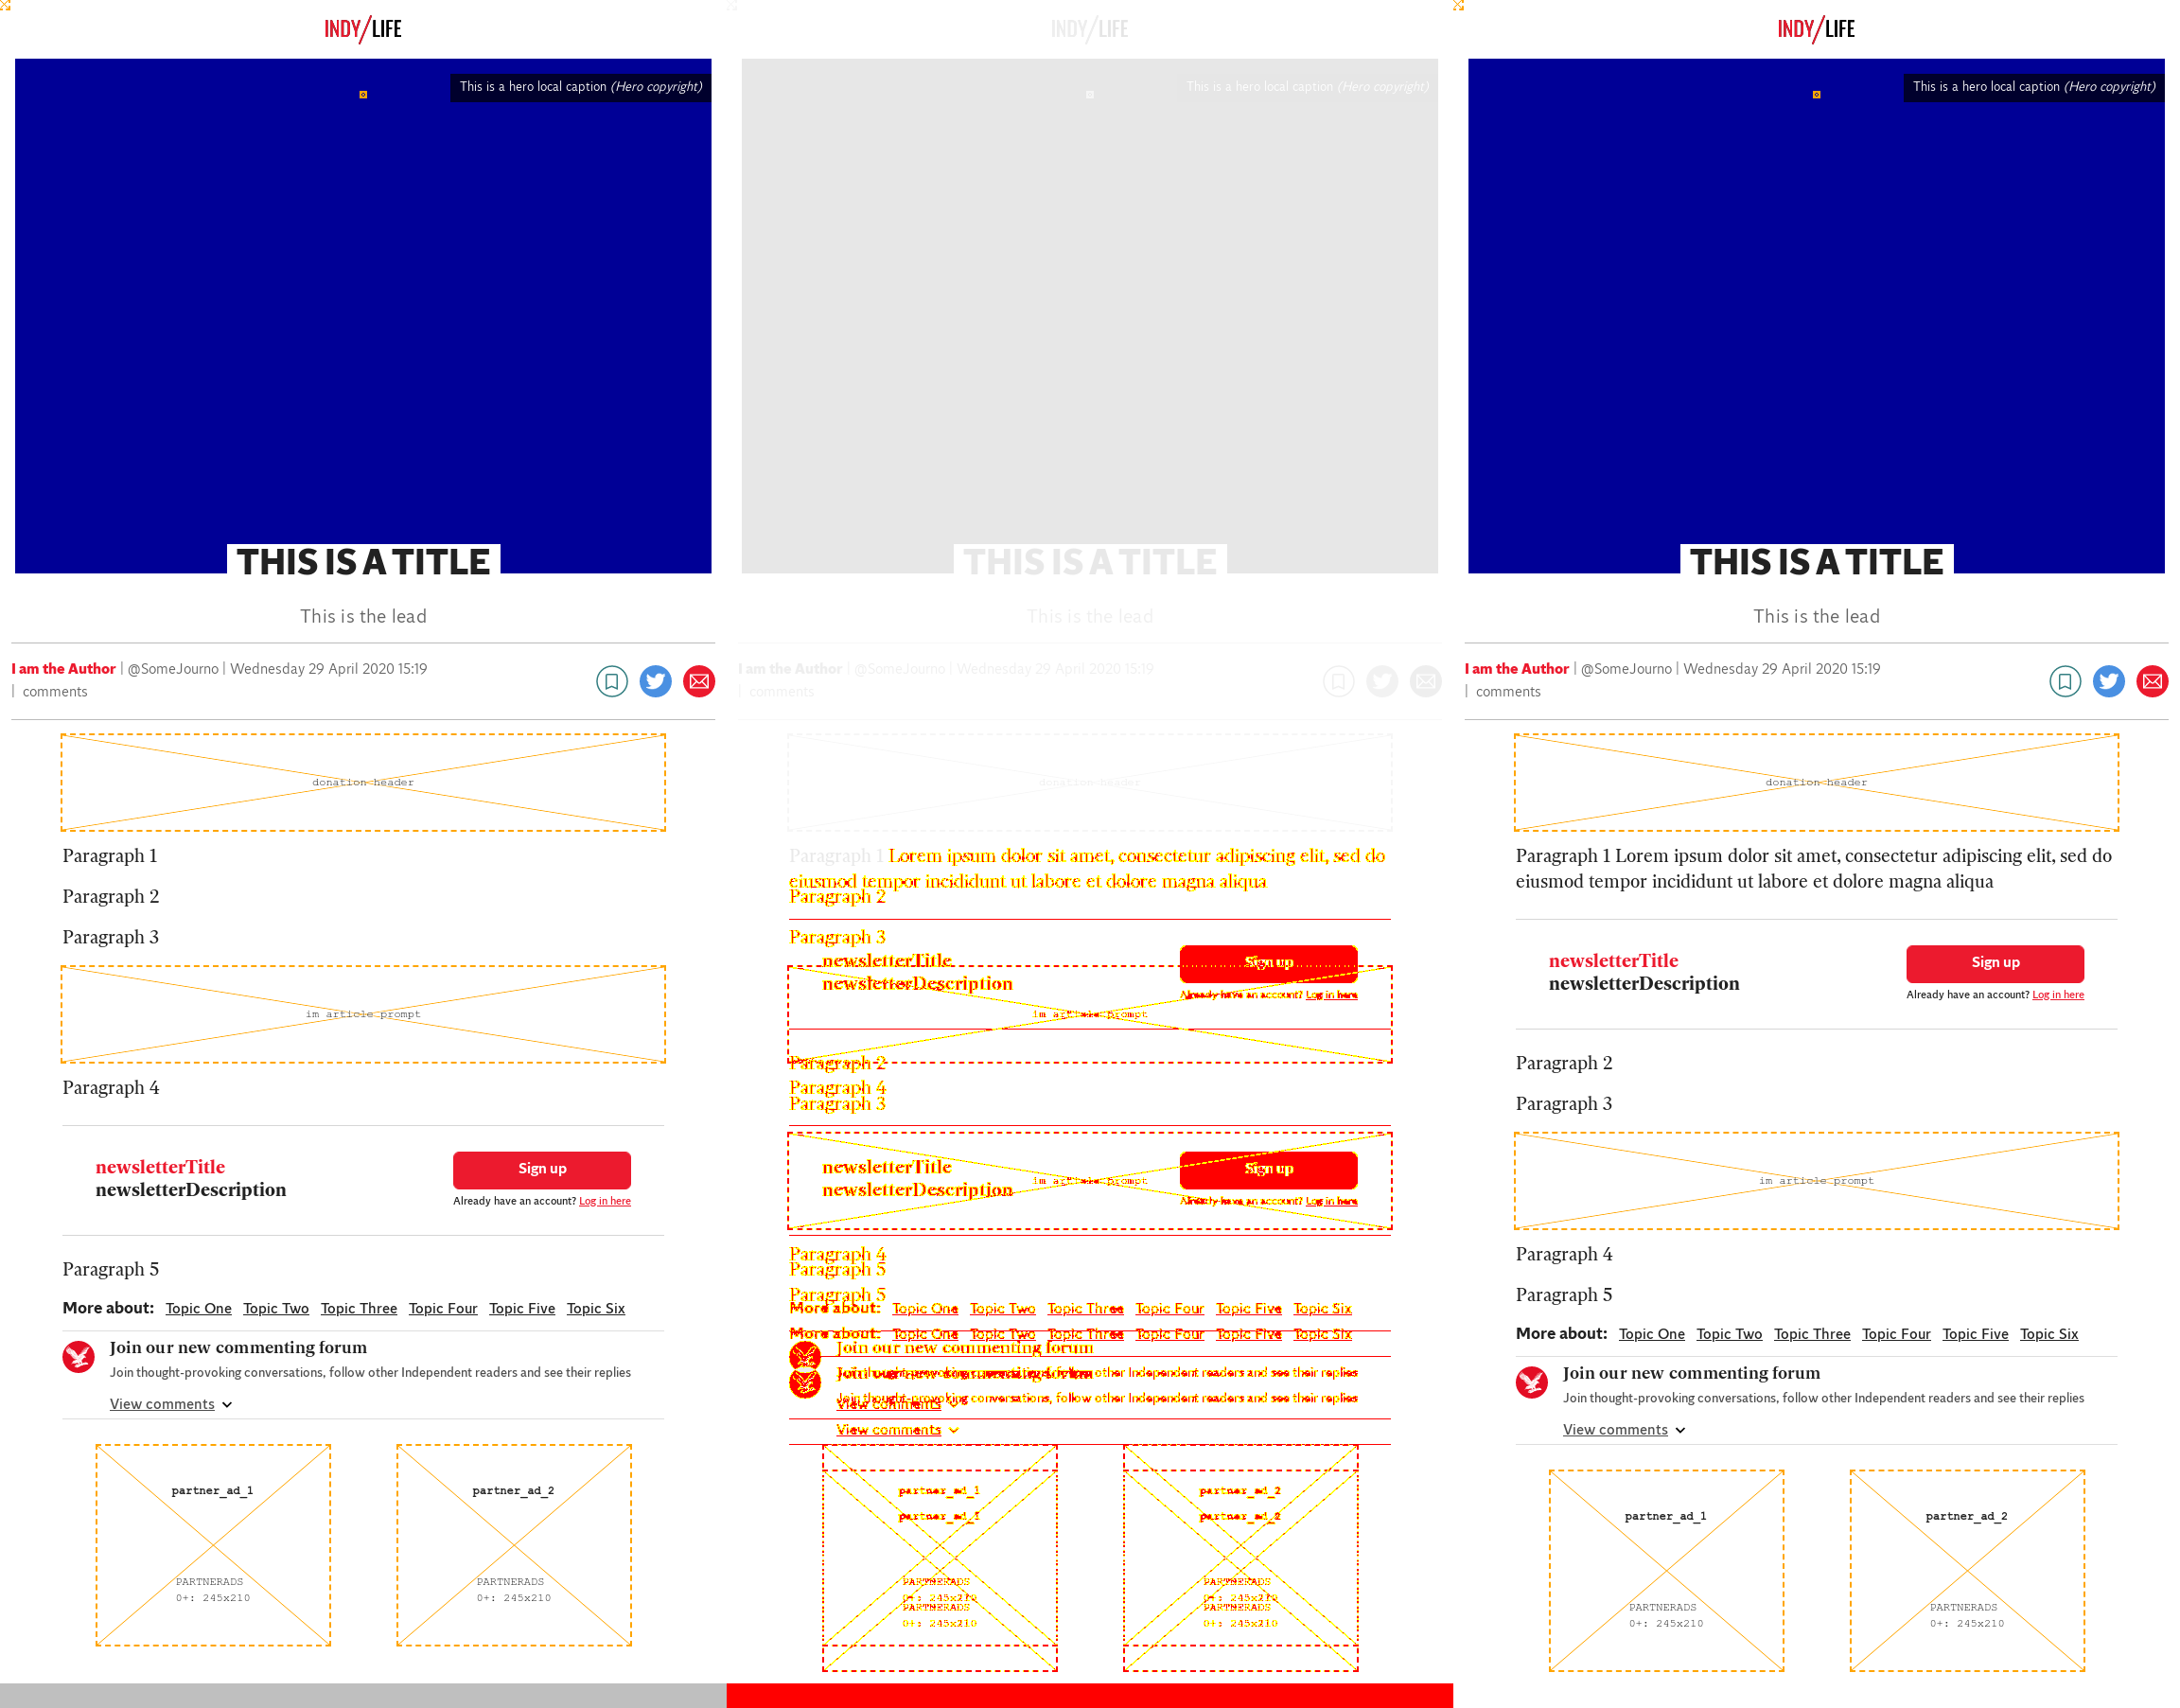 INDY/LIFE
This is a hero local caption (Hero copyright)
THIS IS A TITLE
This is the lead
I am the Author | @SomeJourno | Wednesday 29 April 2020 15:19
| comments
donation header
Paragraph 1
Paragraph 2
Paragraph 3
im article prompt
Paragraph 4
newsletterTitle
newsletterDescription
Sign up
Already have an account? Log in here
Paragraph 5
More about: Topic One Topic Two Topic Three Topic Four Topic Five Topic Six
Join our new commenting forum
Join thought-provoking conversations, follow other Independent readers and see their replies
View comments
partner_ad_1
PARTNERADS
0+: 245x210
partner_ad_2
PARTNERADS
0+: 245x210
INDY/LIFE
This is a hero local caption (Hero copyright)
THIS IS A TITLE
This is the lead
I am the Author | @SomeJourno | Wednesday 29 April 2020 15:19
| comments
donation header
Paragraph 1 Lorem ipsum dolor sit amet, consectetur adipiscing elit, sed do
eiusmod tempor incididunt ut labore et dolore magna aliqua
Paragraph 2
Paragraph 3
newsletterTitle
newsletterDescription
Sign up
Already have an account? Log in here
im article prompt
Paragraph 2
Paragraph 4
Paragraph 3
newsletterTitle
newsletterDescription
im article prompt
Sign up
Already have an account? Log in here
Paragraph 4
Paragraph 5
Paragraph 5
More about: Topic One Topic Two Topic Three Topic Four Topic Five Topic Six
More about: Topic One Topic Two Topic Three Topic Four Topic Five Topic Six
Join our new commenting forum
Join thought-provoking conversations, follow other Independent readers and see their replies
View comments
View comments
partner_ad_1
partner_ad_1
PARTNERADS
0+: 245x210
PARTNERADS
0+: 245x210
partner_ad_2
partner_ad_2
PARTNERADS
0+: 245x210
PARTNERADS
0+: 245x210
INDY/LIFE
This is a hero local caption (Hero copyright)
THIS IS A TITLE
This is the lead
I am the Author | @SomeJourno | Wednesday 29 April 2020 15:19
| comments
donation header
Paragraph 1 Lorem ipsum dolor sit amet, consectetur adipiscing elit, sed do
eiusmod tempor incididunt ut labore et dolore magna aliqua
newsletterTitle
newsletterDescription
Sign up
Already have an account? Log in here
Paragraph 2
Paragraph 3
im article prompt
Paragraph 4
Paragraph 5
More about: Topic One Topic Two Topic Three Topic Four Topic Five Topic Six
Join our new commenting forum
Join thought-provoking conversations, follow other Independent readers and see their replies
View comments
partner_ad_1
PARTNERADS
0+: 245x210
partner_ad_2
PARTNERADS
0+: 245x210